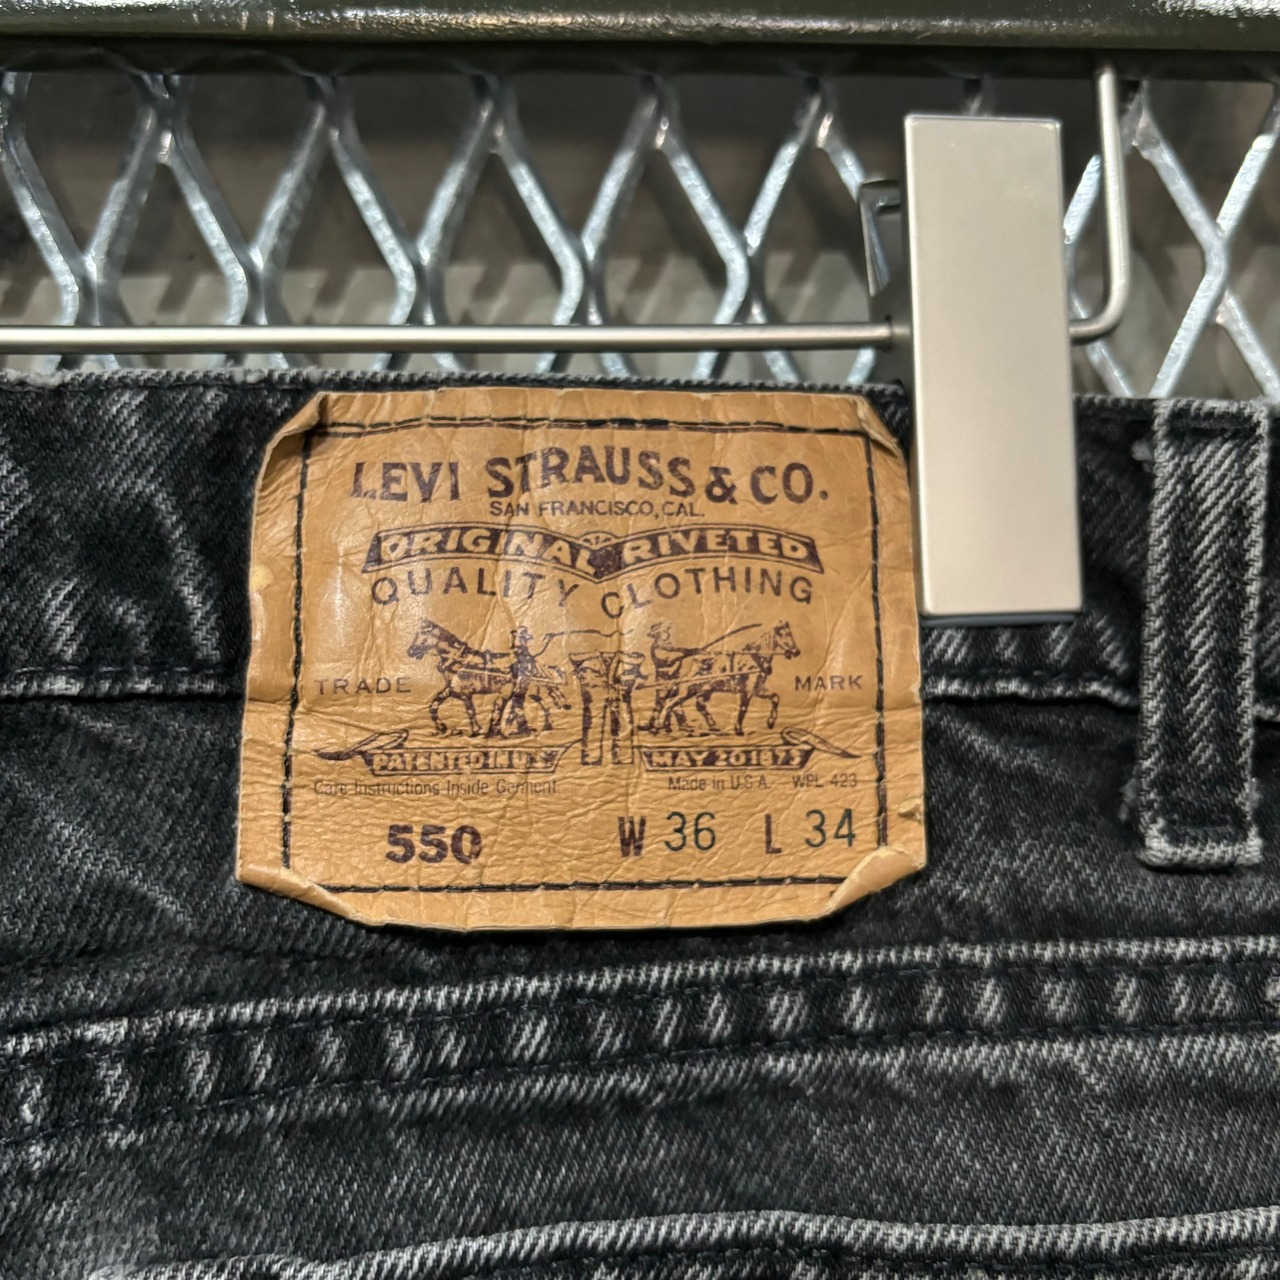 LEVI STRAUSS & CO.
SAN FRANCISCO, CAL.
ORIGINAL RIVETED
QUALITY CLOTHING
TRADE MARK
PATENTED IN U.S. MAY 20 1873
Care Instructions Inside Garment Made in U.S.A. WPL 423
550 W 36 L 34